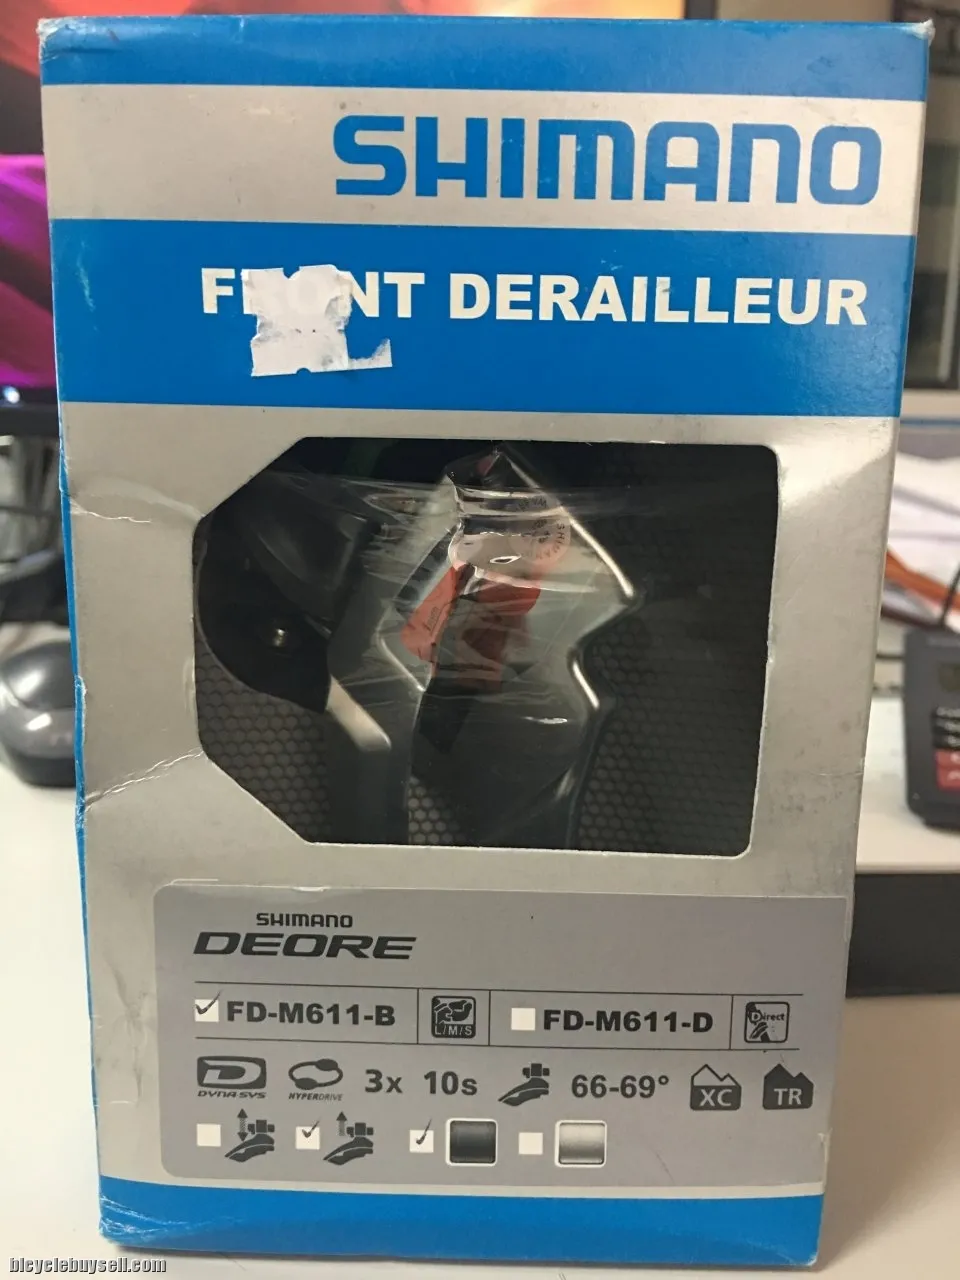 SHIMANO
FRONT DERAILLEUR
SHIMANO
DEORE
FD-M611-B
L/M/S
FD-M611-D
Direct
DYNA-SYS
HYPERDRIVE
3x 10s
66-69°
XC
TR
bicyclebuysell.com